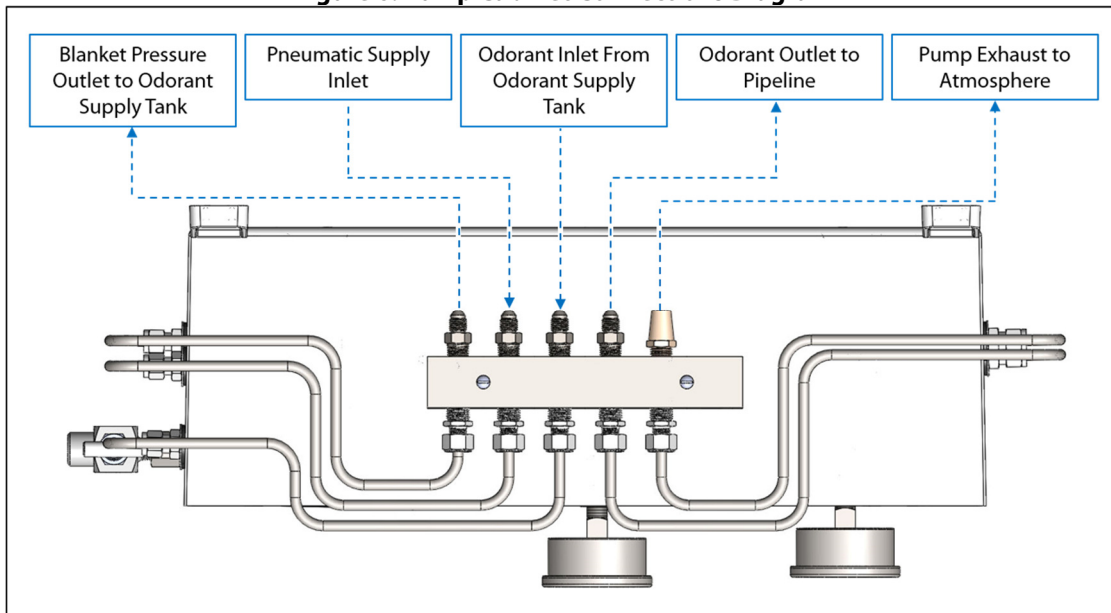 Blanket Pressure
Outlet to Odorant
Supply Tank
Pneumatic Supply
Inlet
Odorant Inlet From
Odorant Supply
Tank
Odorant Outlet to
Pipeline
Pump Exhaust to
Atmosphere